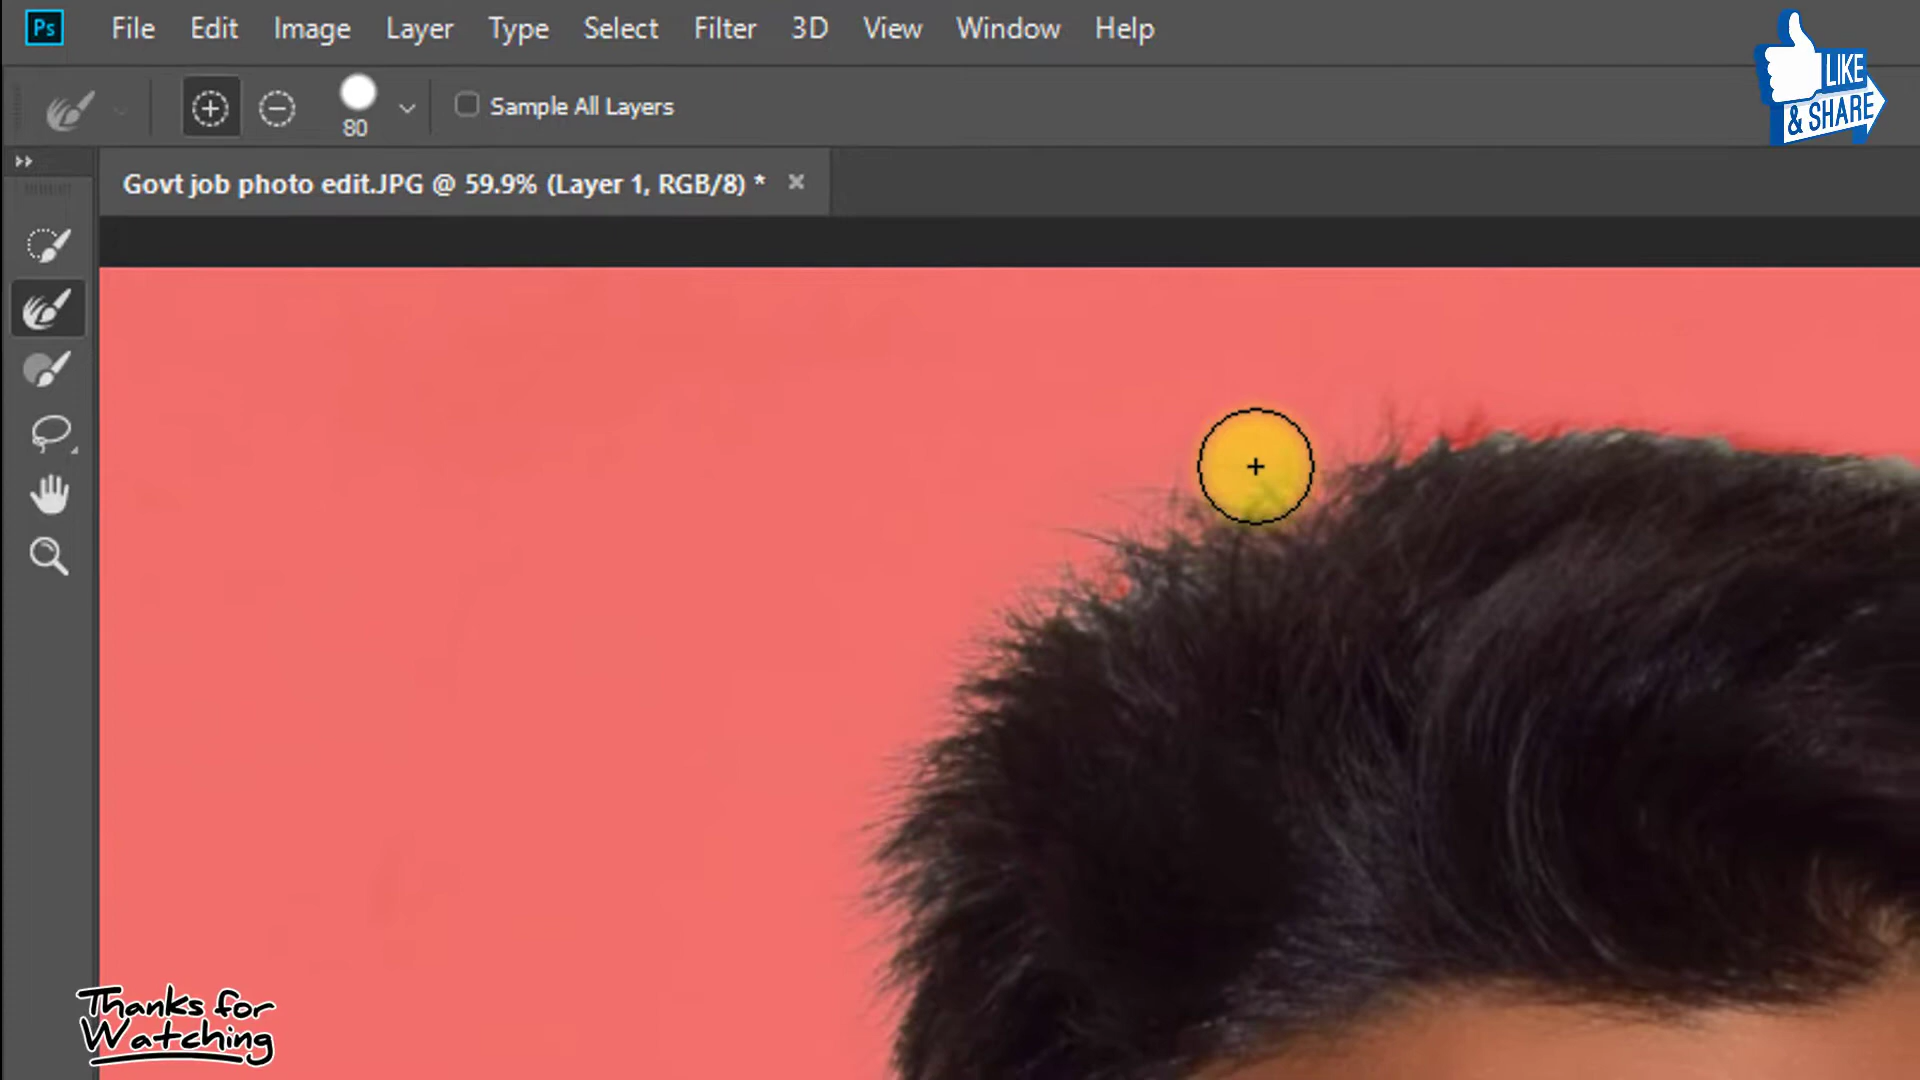 Ps File Edit Image Layer Type Select Filter 3D View Window Help
LIKE
& SHARE
80
Sample All Layers
Govt job photo edit.JPG @ 59.9% (Layer 1, RGB/8) *
Thanks for
Watching